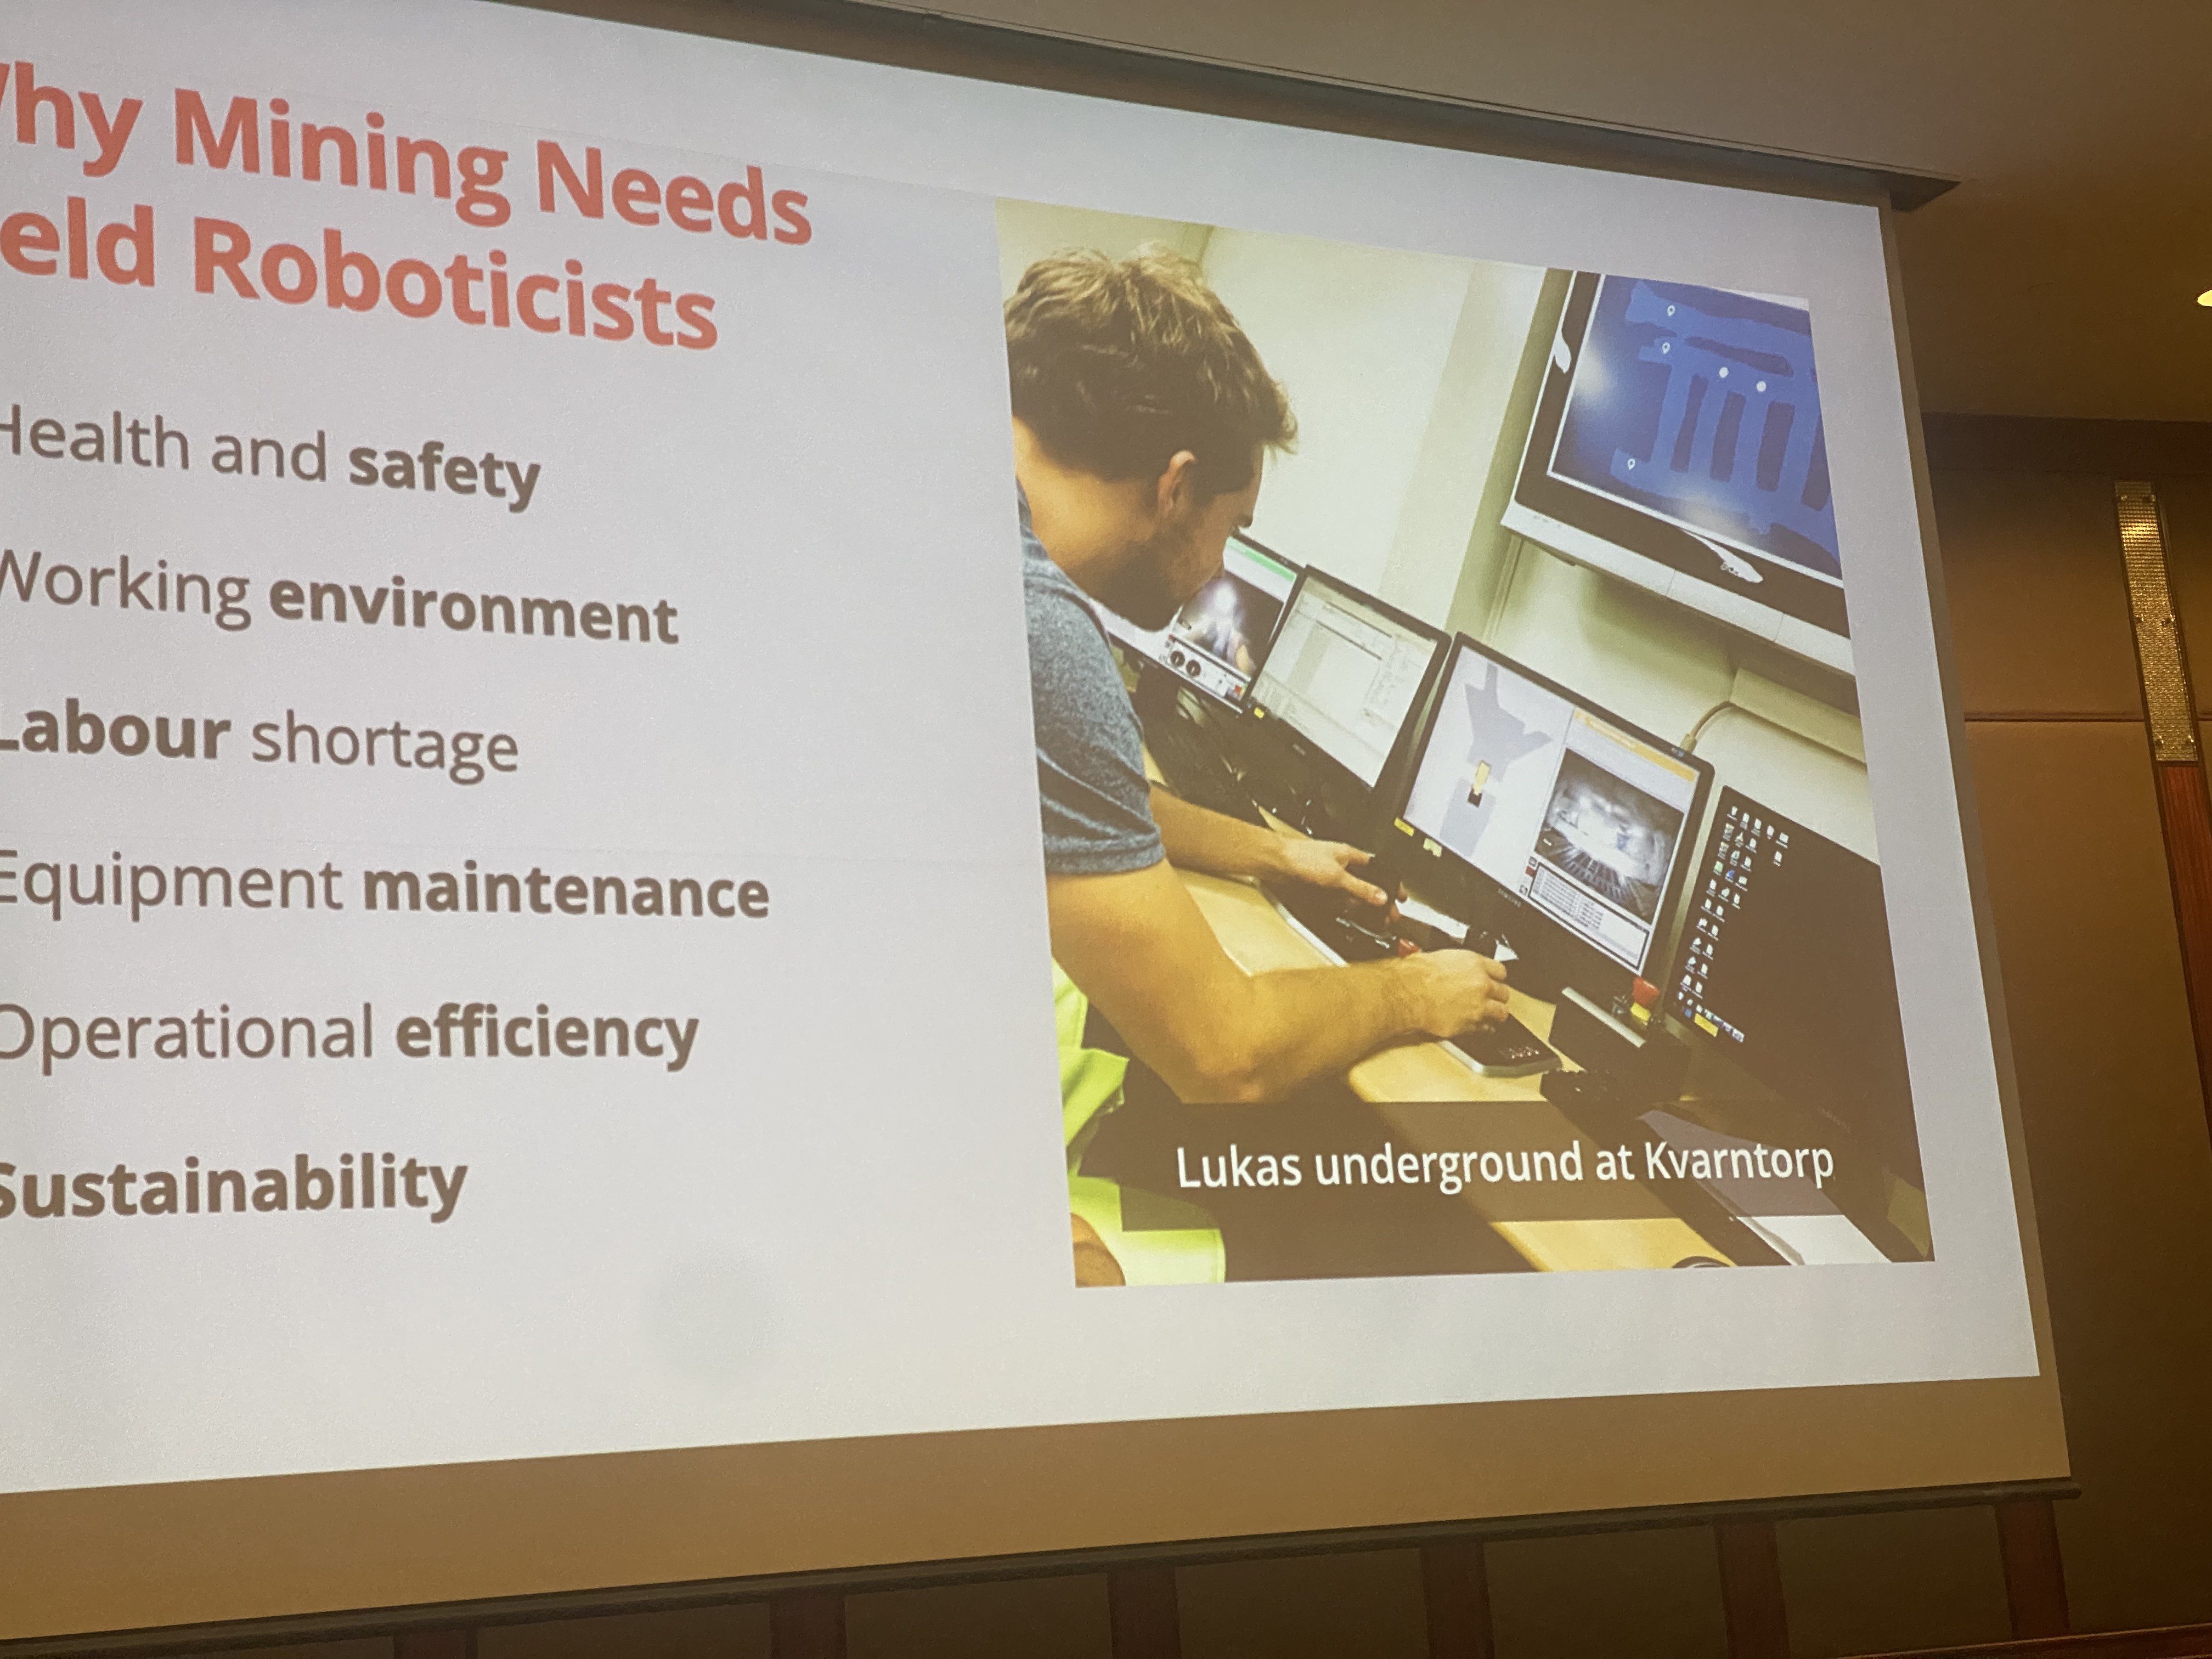 Why Mining Needs
eld Roboticists
Health and safety
Working environment
Labour shortage
Equipment maintenance
Operational efficiency
Sustainability
Lukas underground at Kvarntorp